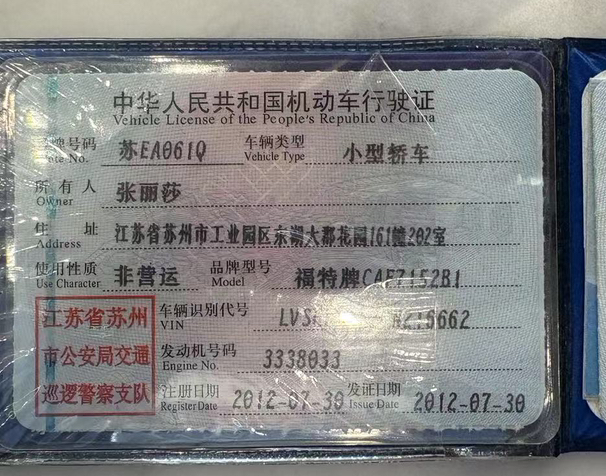 中华人民共和国机动车行驶证
Vehicle License of the People's Republic of China
牌号码 苏EA061Q 车辆类型 小型轿车
No. Vehicle Type
所有人 张丽莎
Owner
住址 江苏省苏州市工业园区东湖大郡花园161幢202室
Address
使用性质 非营运 品牌型号 福特牌CAF7152B1
Use Character Model
江苏省苏州 车辆识别代号 LVS
VIN
市公安局交通 发动机号码 3338033
Engine No.
巡逻警察支队 注册日期 2012-07-30 发证日期 2012-07-30
Register Date Issue Date